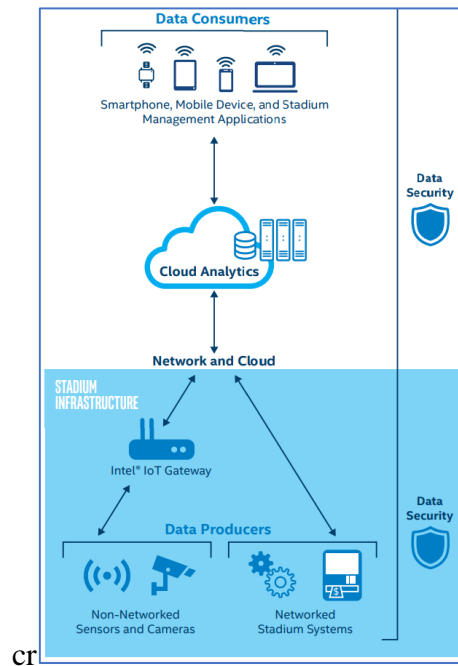 Data Consumers
Smartphone, Mobile Device, and Stadium
Management Applications
Data
Security
Cloud Analytics
Network and Cloud
STADIUM
INFRASTRUCTURE
Intel® IoT Gateway
Data
Security
Data Producers
$
Non-Networked
Sensors and Cameras
Networked
Stadium Systems
cr